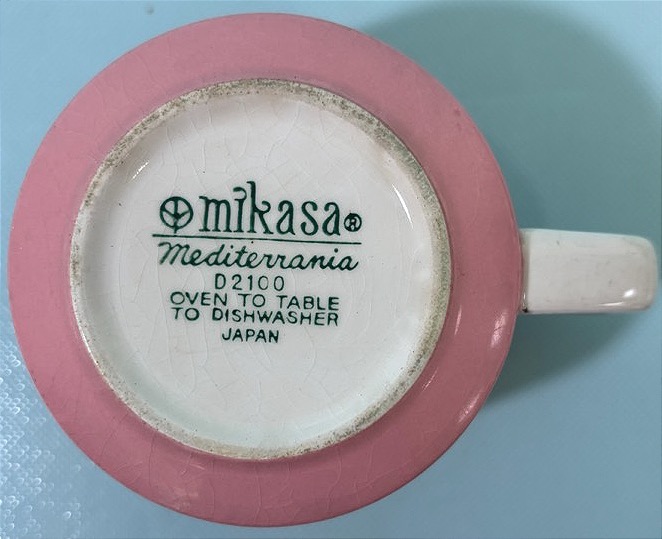 mikasa®
Mediterrania
D2100
OVEN TO TABLE
TO DISHWASHER
JAPAN